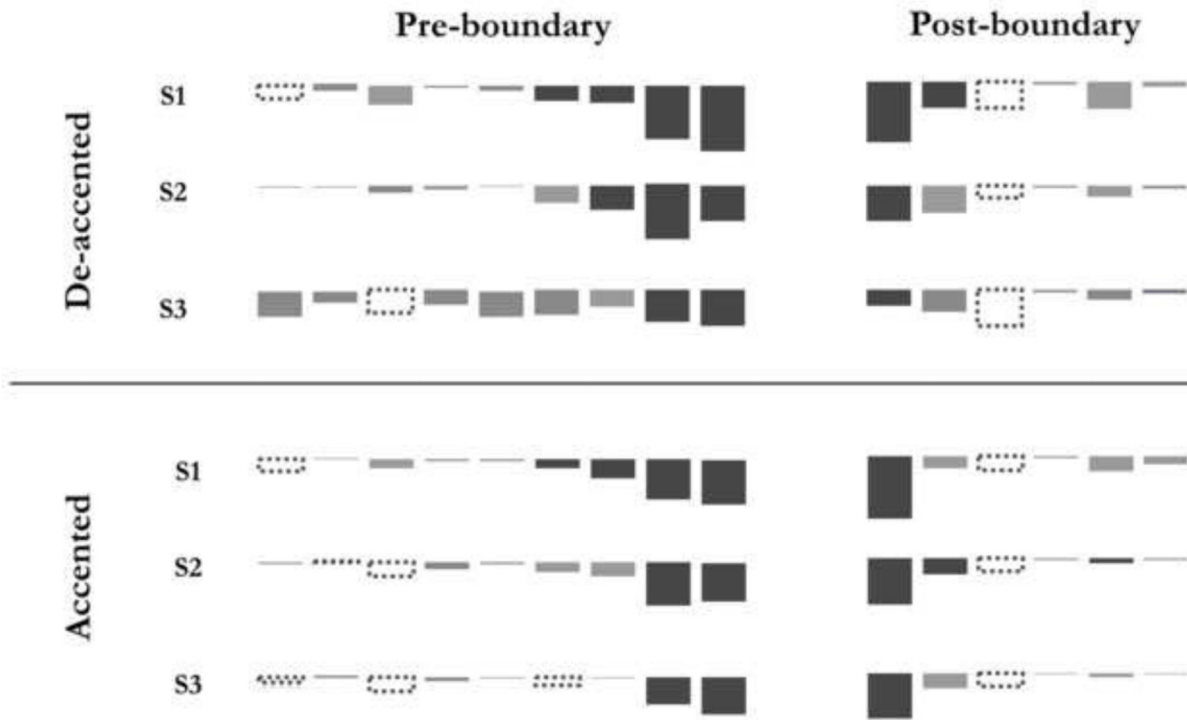 Pre-boundary Post-boundary
De-accented
S1
S2
S3
Accented
S1
S2
S3